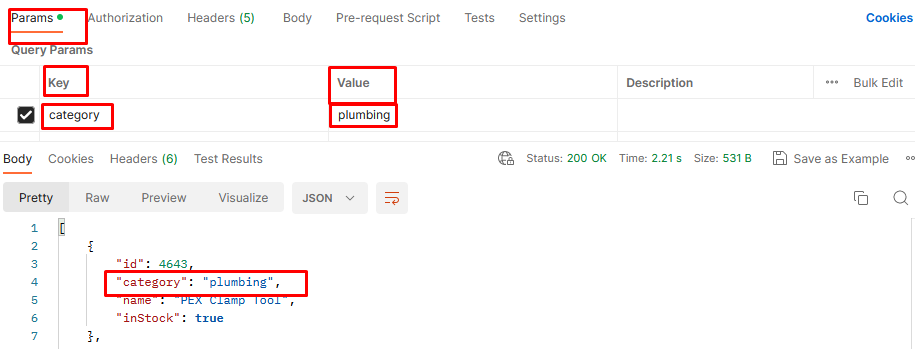 Params Authorization Headers (5) Body Pre-request Script Tests Settings Cookies
Query Params
Key Value Description ••• Bulk Edit
category plumbing
Body Cookies Headers (6) Test Results Status: 200 OK Time: 2.21 s Size: 531 B Save as Example
Pretty Raw Preview Visualize JSON
1 [
2 {
3 "id": 4643,
4 "category": "plumbing",
5 "name": "PEX Clamp Tool",
6 "inStock": true
7 },